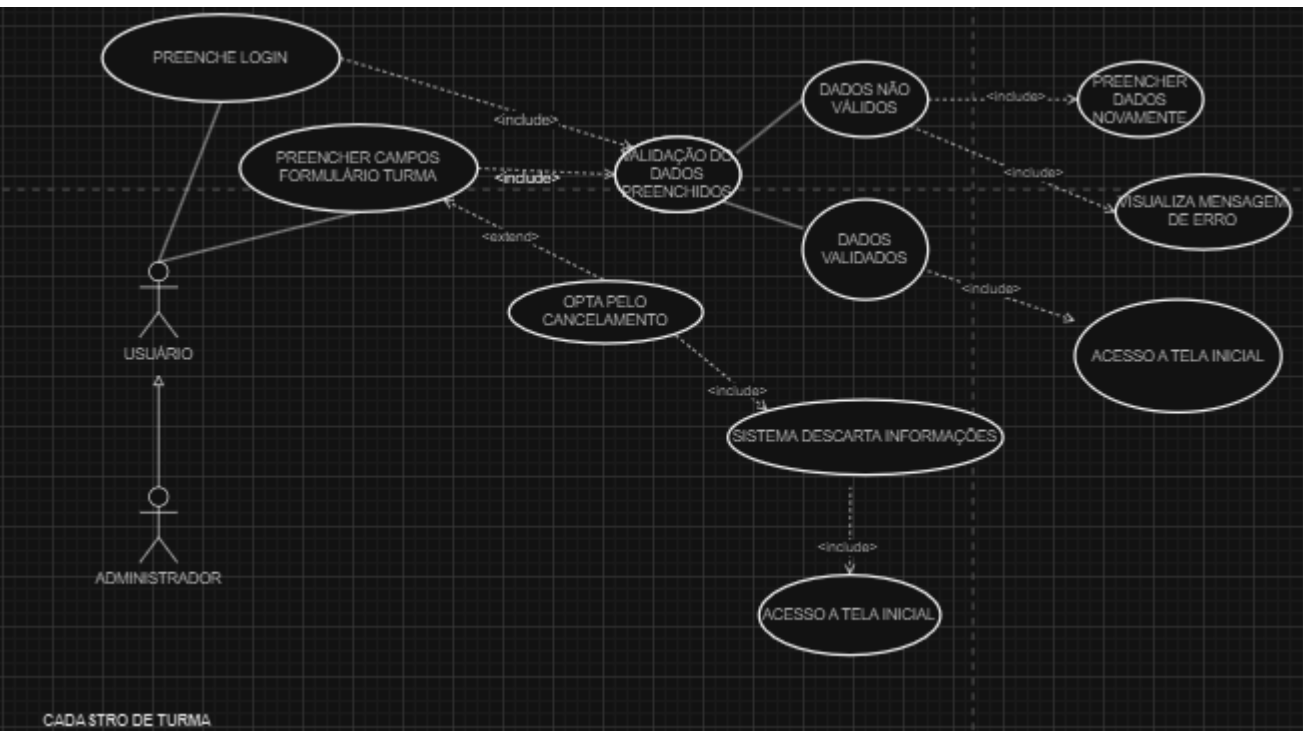 PREENCHE LOGIN
<include>
PREENCHER CAMPOS
FORMULÁRIO TURMA
<include>
VALIDAÇÃO DO
DADOS
PREENCHIDOS
DADOS NÃO
VÁLIDOS
<include>
PREENCHER
DADOS
NOVAMENTE
<include>
VISUALIZA MENSAGEM
DE ERRO
DADOS
VALIDADOS
<include>
ACESSO A TELA INICIAL
<extend>
OPTA PELO
CANCELAMENTO
<include>
SISTEMA DESCARTA INFORMAÇÕES
<include>
ACESSO A TELA INICIAL
USUÁRIO
ADMINISTRADOR
CADASTRO DE TURMA